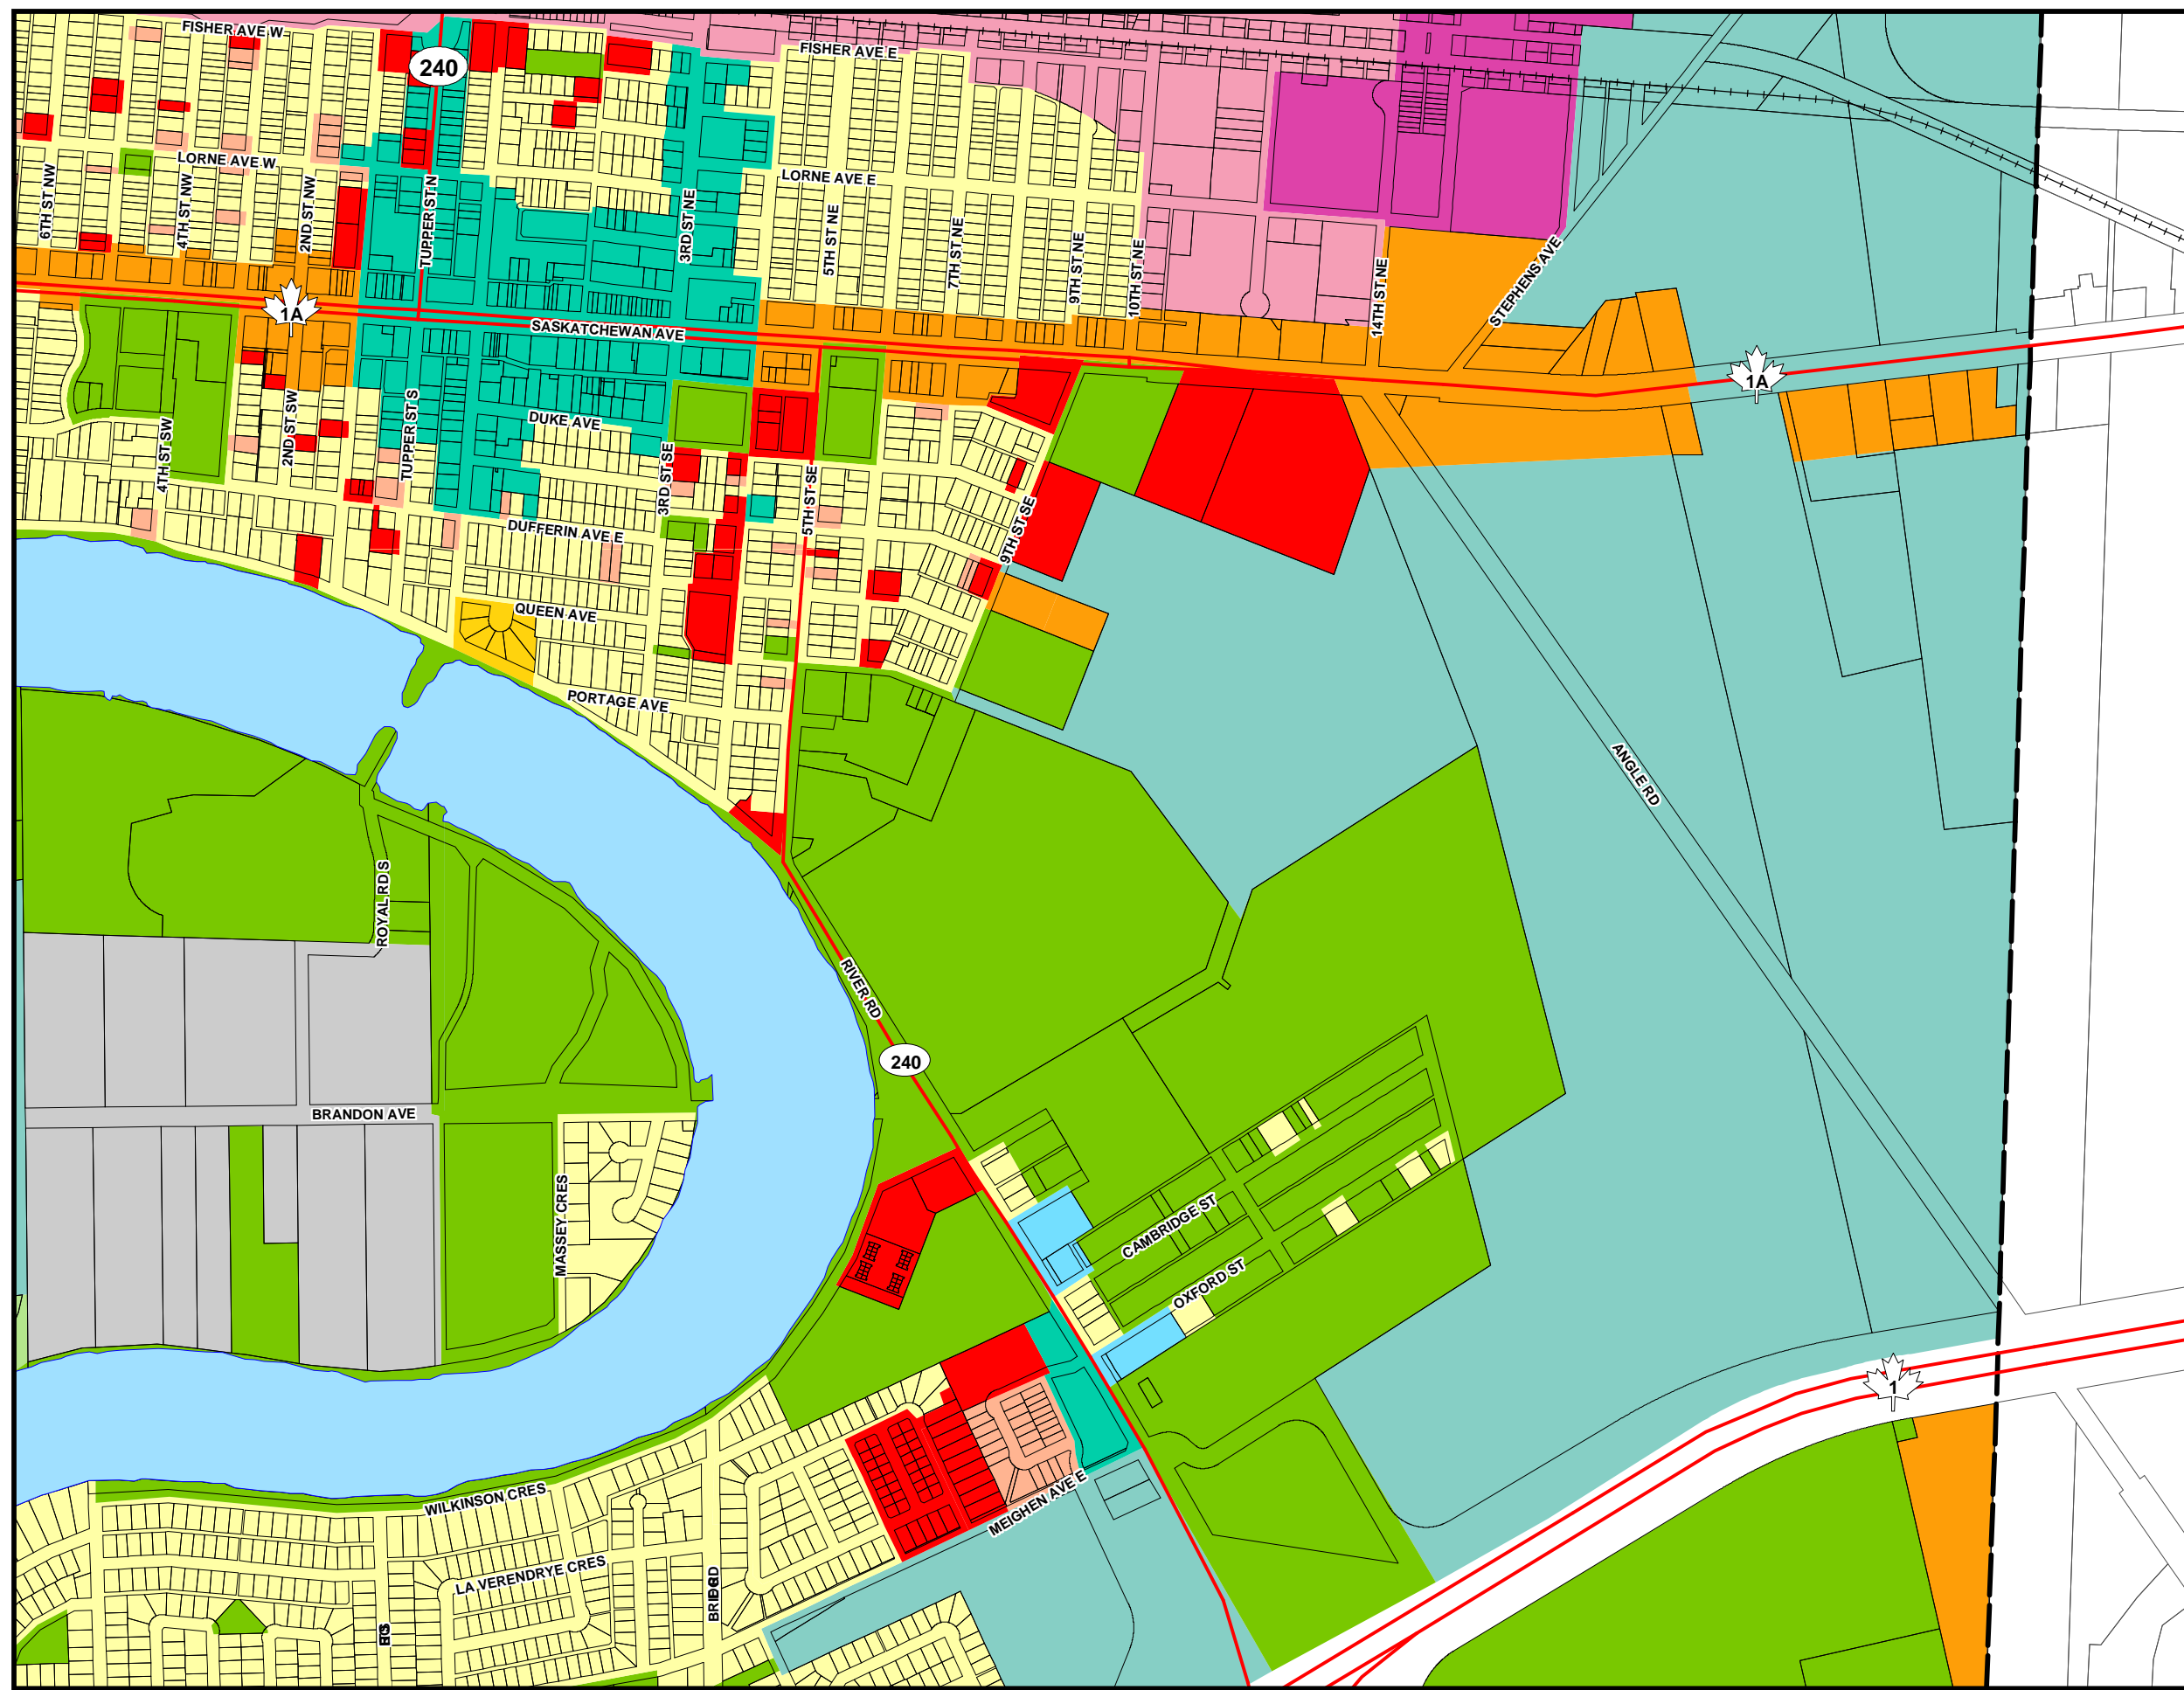 FISHER AVE W
240
FISHER AVE E
LORNE AVE W
LORNE AVE E
6TH ST NW
4TH ST NW
2ND ST NW
TUPPER ST N
3RD ST NE
5TH ST NE
7TH ST NE
9TH ST NE
10TH ST NE
14TH ST NE
STEPHENS AVE
1A
SASKATCHEWAN AVE
1A
4TH ST SW
2ND ST SW
TUPPER ST S
DUKE AVE
3RD ST SE
5TH ST SE
9TH ST SE
DUFFERIN AVE E
QUEEN AVE
PORTAGE AVE
ANGLE RD
ROYAL RD S
RIVER RD
240
BRANDON AVE
MASSEY CRES
CAMBRIDGE ST
OXFORD ST
1
WILKINSON CRES
MEIGHEN AVE E
LA VERENDRYE CRES